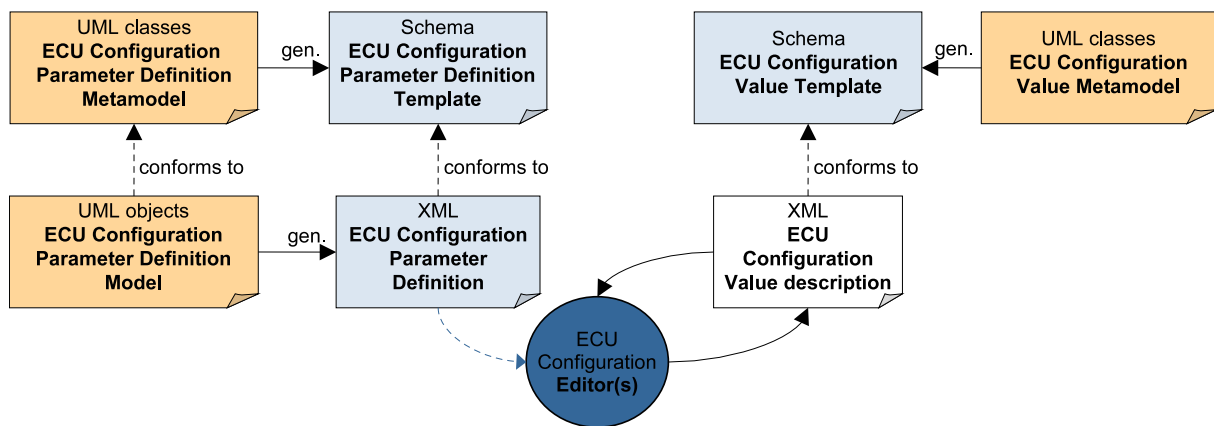 UML classes
ECU Configuration
Parameter Definition
Metamodel
gen.
Schema
ECU Configuration
Parameter Definition
Template
Schema
ECU Configuration
Value Template
gen.
UML classes
ECU Configuration
Value Metamodel
conforms to
conforms to
conforms to
UML objects
ECU Configuration
Parameter Definition
Model
gen.
XML
ECU Configuration
Parameter
Definition
XML
ECU
Configuration
Value description
ECU
Configuration
Editor(s)